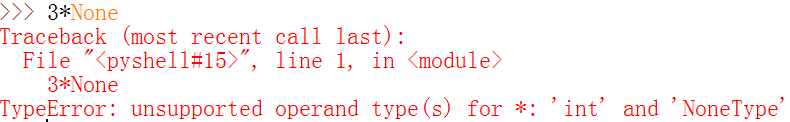 >>> 3*None
Traceback (most recent call last):
  File "<pyshell#15>", line 1, in <module>
    3*None
TypeError: unsupported operand type(s) for *: 'int' and 'NoneType'